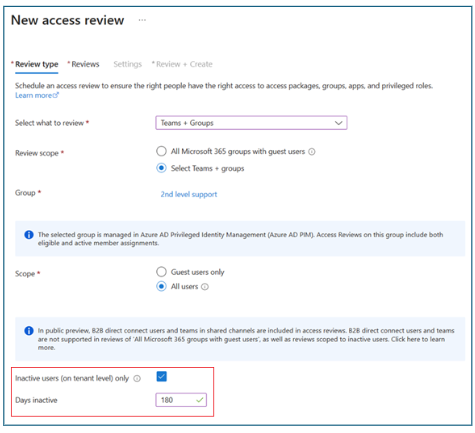 New access review ...
* Review type * Reviews Settings * Review + Create
Schedule an access review to ensure the right people have the right access to access packages, groups, apps, and privileged roles.
Learn more
Select what to review * Teams + Groups
Review scope * All Microsoft 365 groups with guest users
Select Teams + groups
Group * 2nd level support
The selected group is managed in Azure AD Privileged Identity Management (Azure AD PIM). Access Reviews on this group include both
eligible and active member assignments.
Scope * Guest users only
All users
In public preview, B2B direct connect users and teams in shared channels are included in access reviews. B2B direct connect users and teams
are not supported in reviews of 'All Microsoft 365 groups with guest users', as well as reviews scoped to inactive users. Click here to learn
more.
Inactive users (on tenant level) only
Days inactive 180